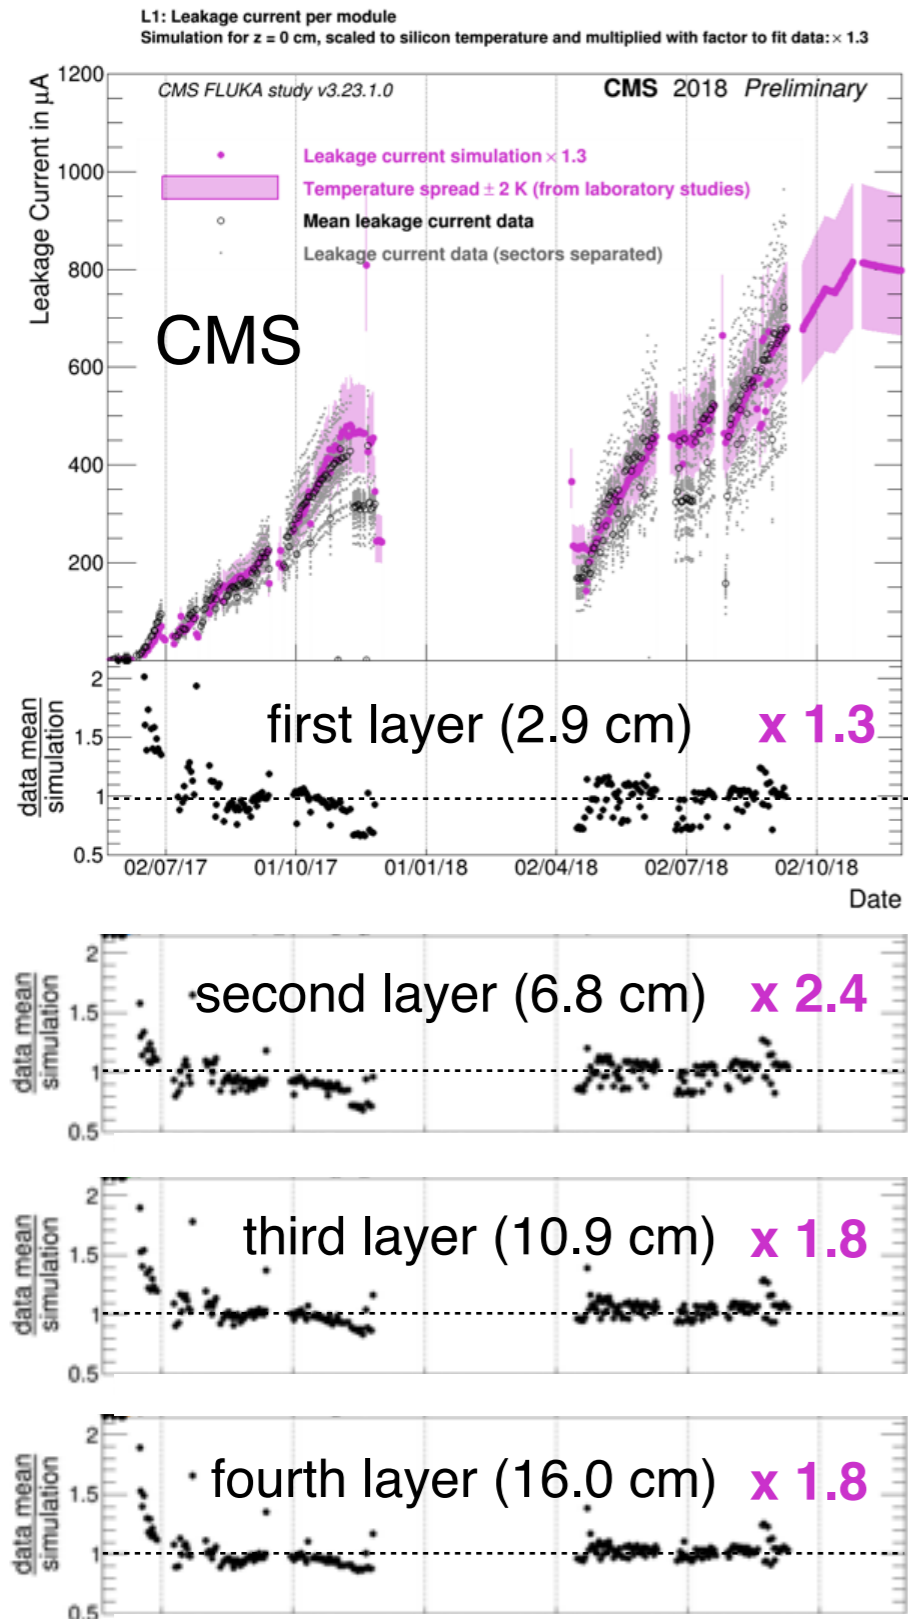 L1: Leakage current per module
Simulation for z = 0 cm, scaled to silicon temperature and multiplied with factor to fit data: × 1.3
Leakage Current in μA
1200
1000
800
600
400
200
CMS FLUKA study v3.23.1.0
CMS 2018 Preliminary
Leakage current simulation × 1.3
Temperature spread ± 2 K (from laboratory studies)
Mean leakage current data
Leakage current data (sectors separated)
CMS
data mean
simulation
2
1.5
1
0.5
first layer (2.9 cm) x 1.3
02/07/17 01/10/17 01/01/18 02/04/18 02/07/18 02/10/18
Date
data mean
simulation
2
1.5
1
0.5
second layer (6.8 cm) x 2.4
data mean
simulation
2
1.5
1
0.5
third layer (10.9 cm) x 1.8
data mean
simulation
2
1.5
1
0.5
fourth layer (16.0 cm) x 1.8